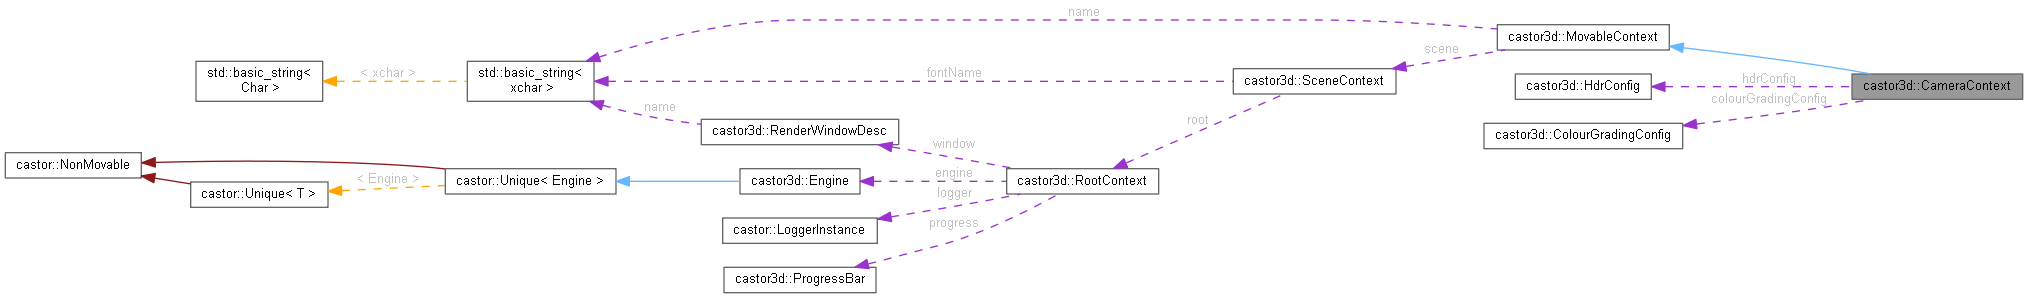 name
castor3d::MovableContext
scene
std::basic_string<
Char >
< xchar >
std::basic_string<
xchar >
fontName
castor3d::SceneContext
hdrConfig
castor3d::HdrConfig
castor3d::CameraContext
colourGradingConfig
name
root
castor3d::RenderWindowDesc
castor3d::ColourGradingConfig
window
castor::NonMovable
< Engine >
castor::Unique< Engine >
castor3d::Engine
engine
castor3d::RootContext
castor::Unique< T >
logger
castor::LoggerInstance
progress
castor3d::ProgressBar